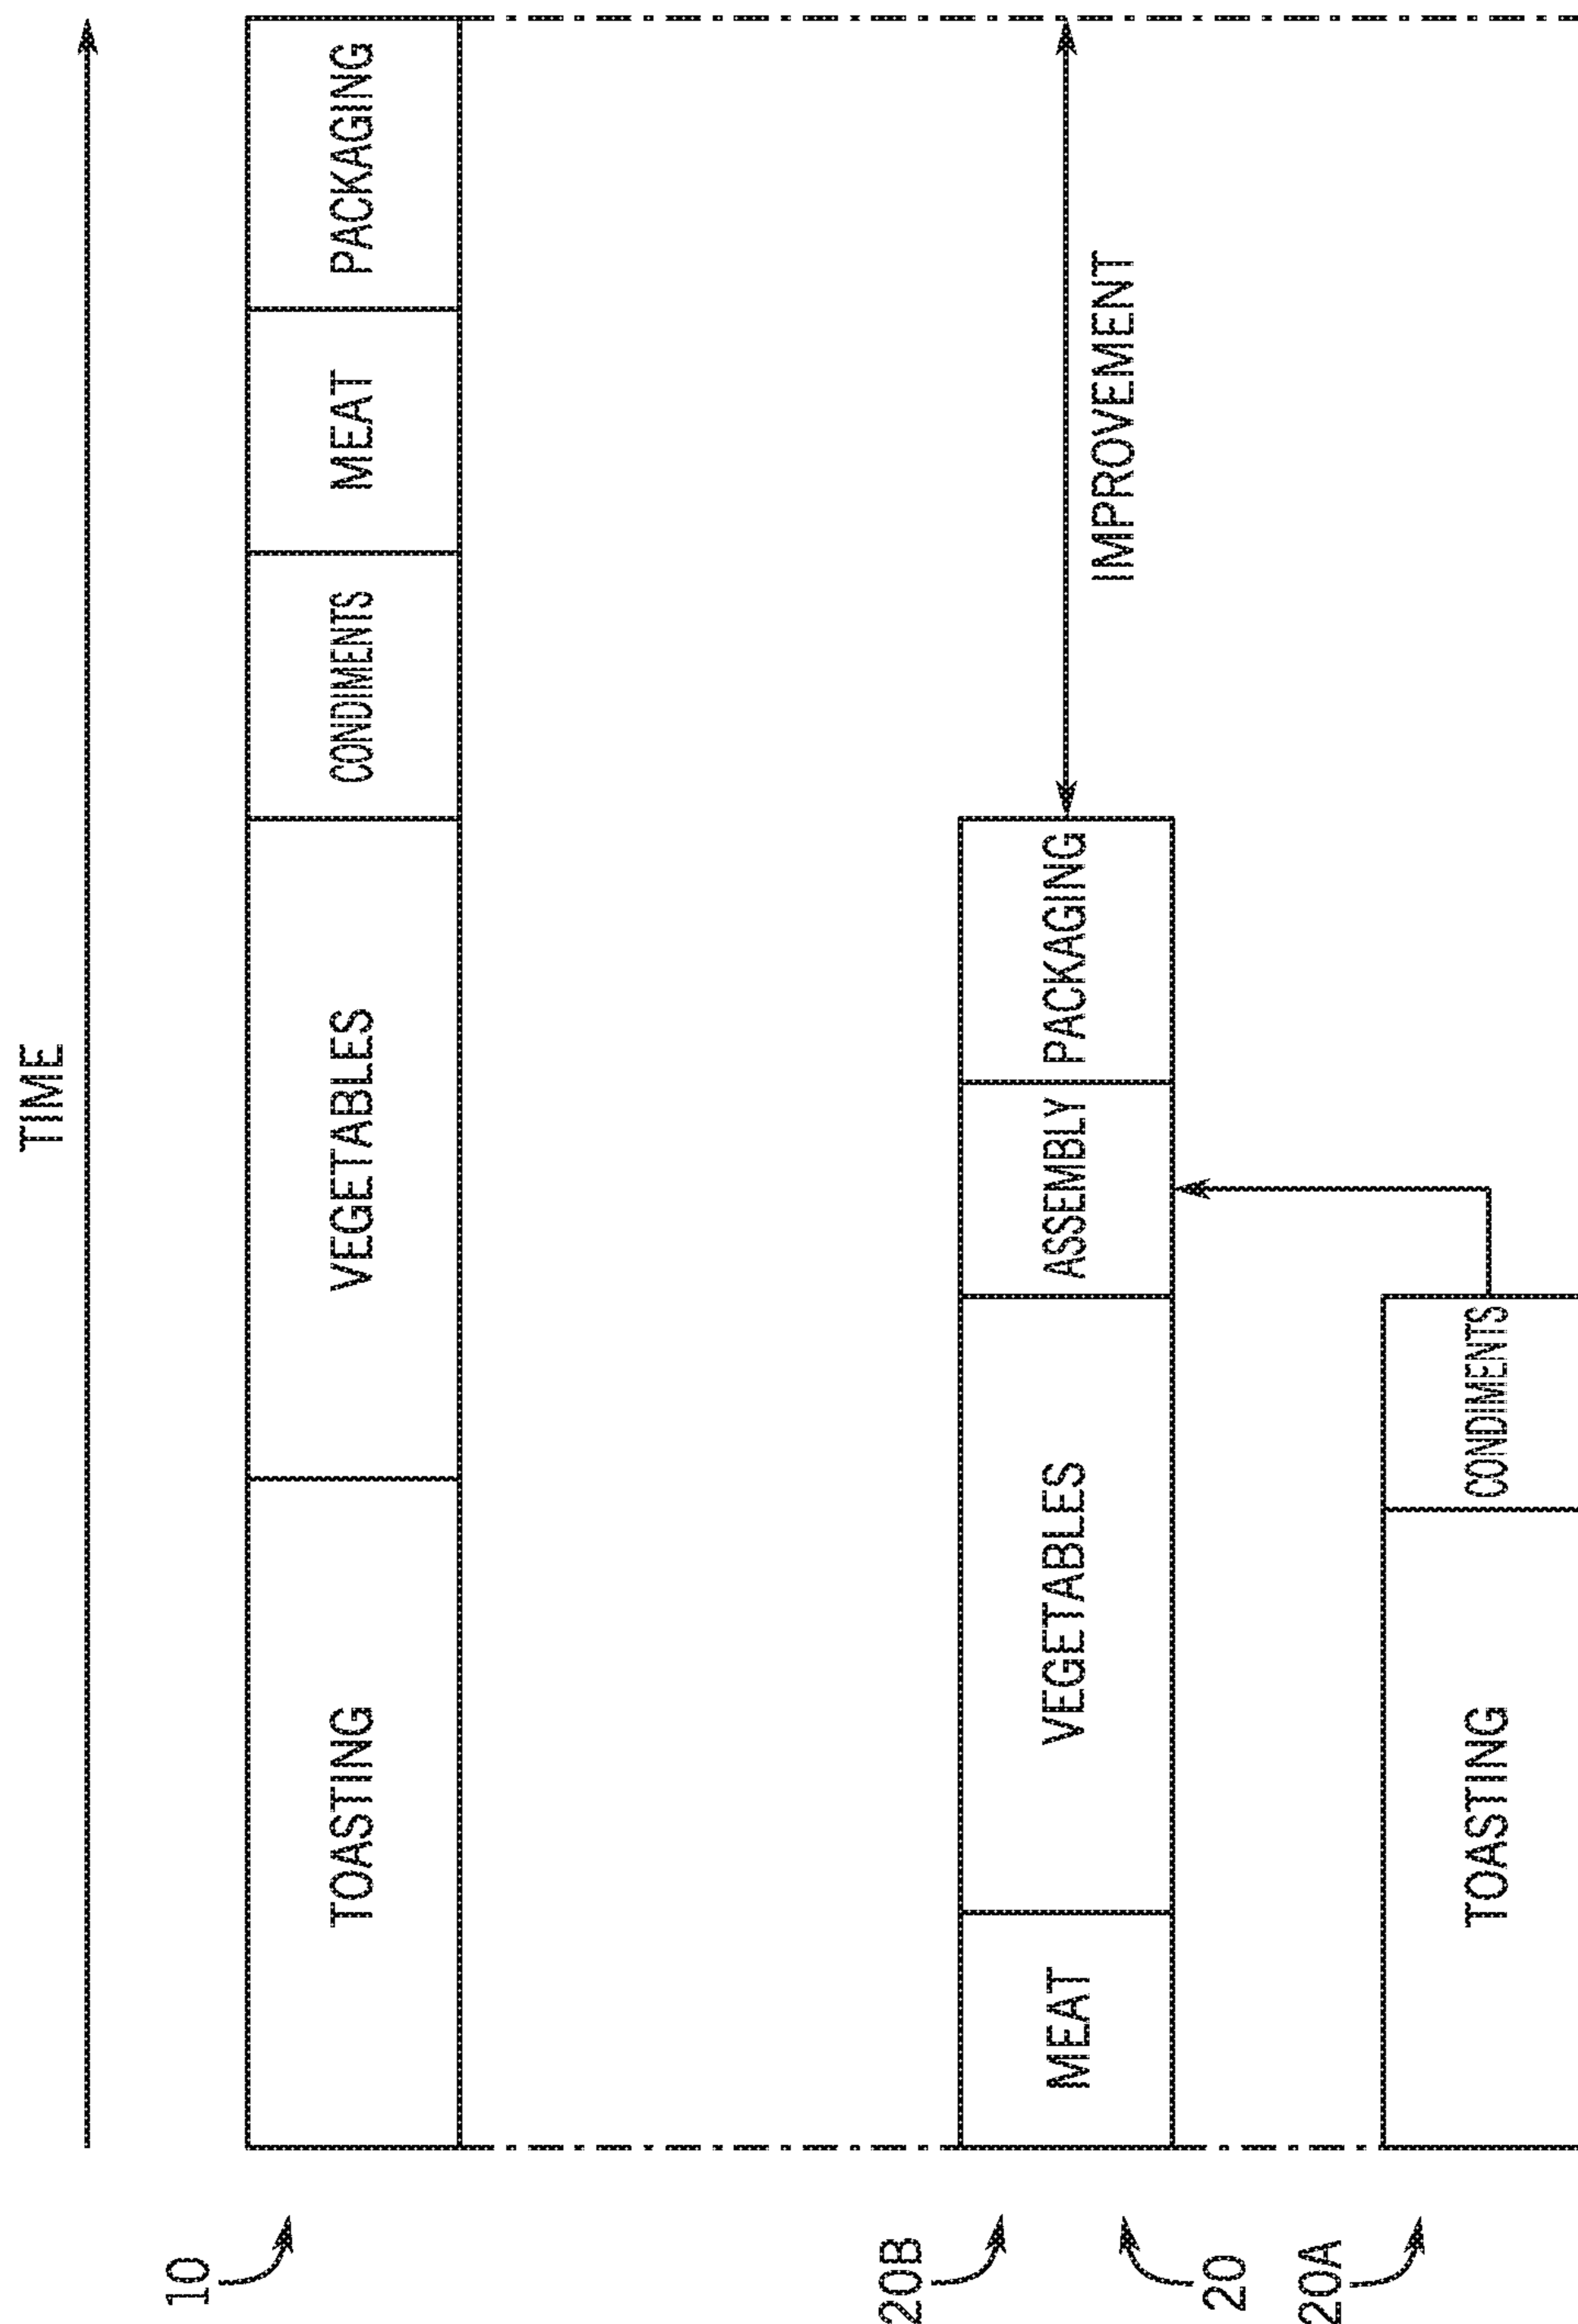 TIME
10
TOASTING
VEGETABLES
CONDIMENTS
MEAT
PACKAGING
20B
MEAT
VEGETABLES
ASSEMBLY
PACKAGING
IMPROVEMENT
20
20A
TOASTING
CONDIMENTS